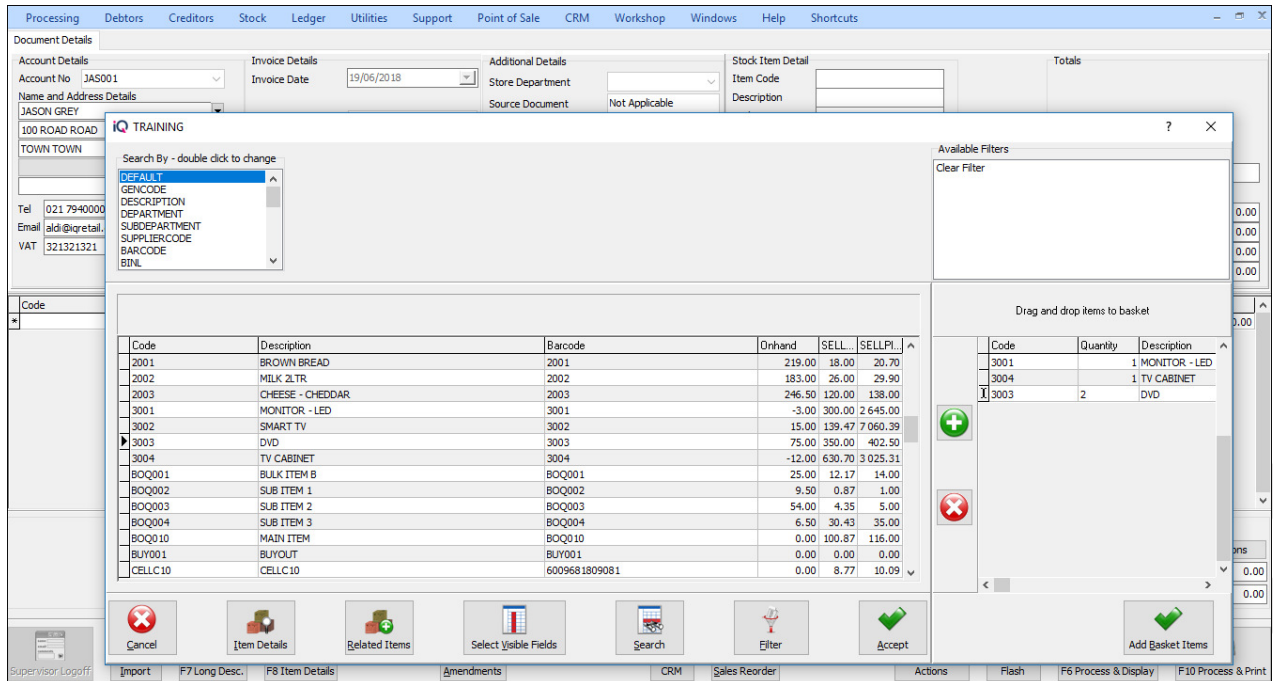 Processing Debtors Creditors Stock Ledger Utilities Support Point of Sale CRM Workshop Windows Help Shortcuts
Document Details
Account Details Invoice Details Additional Details Stock Item Detail Totals
Account No JAS001 Invoice Date 19/06/2018 Store Department Item Code
Name and Address Details Source Document Not Applicable Description
JASON GREY
100 ROAD ROAD
TOWN TOWN
Tel 021 7940000
Email aldi@iqretail.
VAT 321321321
0.00
0.00
0.00
0.00
Code
iQ TRAINING ?
Search By - double click to change
DEFAULT
GENCODE
DESCRIPTION
DEPARTMENT
SUBDEPARTMENT
SUPPLIERCODE
BARCODE
BINL
Available Filters
Clear Filter
Code Description Barcode Onhand SELL... SELLPI...
2001 BROWN BREAD 2001 219.00 18.00 20.70
2002 MILK 2LTR 2002 183.00 26.00 29.90
2003 CHEESE - CHEDDAR 2003 246.50 120.00 138.00
3001 MONITOR - LED 3001 -3.00 300.00 2 645.00
3002 SMART TV 3002 15.00 139.47 7 060.39
3003 DVD 3003 75.00 350.00 402.50
3004 TV CABINET 3004 -12.00 630.70 3 025.31
BOQ001 BULK ITEM B BOQ001 25.00 12.17 14.00
BOQ002 SUB ITEM 1 BOQ002 9.50 0.87 1.00
BOQ003 SUB ITEM 2 BOQ003 54.00 4.35 5.00
BOQ004 SUB ITEM 3 BOQ004 6.50 30.43 35.00
BOQ010 MAIN ITEM BOQ010 0.00 100.87 116.00
BUY001 BUYOUT BUY001 0.00 0.00 0.00
CELLC10 CELLC10 6009681809081 0.00 8.77 10.09
Drag and drop items to basket
Code Quantity Description
3001 1 MONITOR - LED
3004 1 TV CABINET
3003 2 DVD
0.00
0.00
Cancel Item Details Related Items Select Visible Fields Search Filter Accept Add Basket Items
Supervisor Logoff Import F7 Long Desc. F8 Item Details Amendments CRM Sales Reorder Actions Flash F6 Process & Display F10 Process & Print